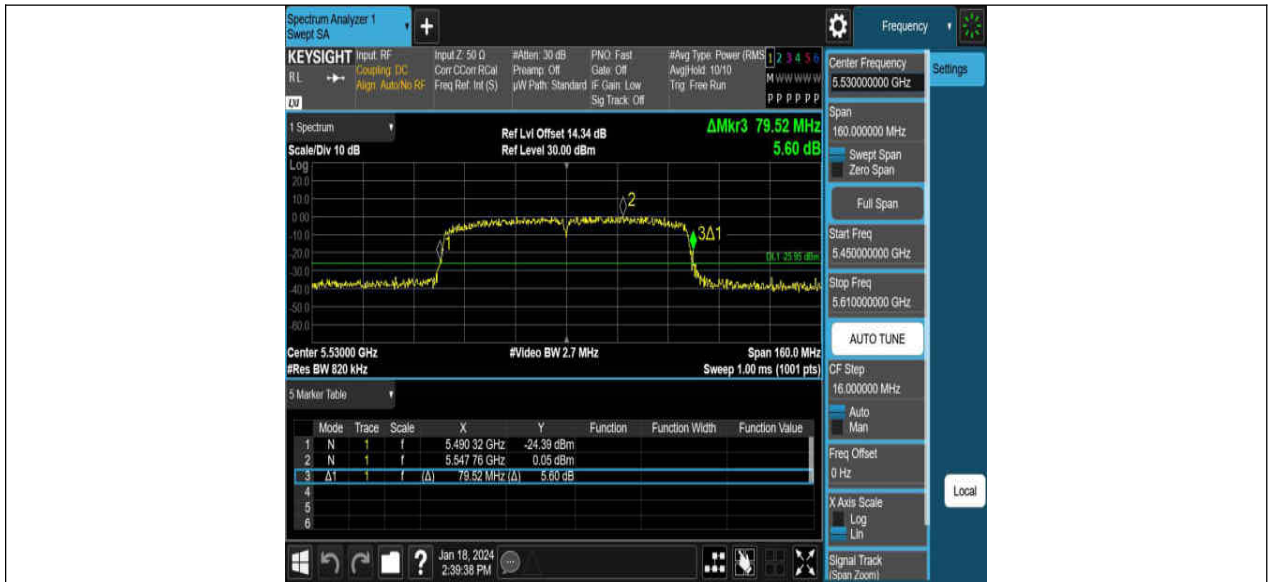 Spectrum Analyzer 1
Swept SA
+
Frequency
KEYSIGHT
RL
LXI
Input: RF
Coupling: DC
Align: Auto/No RF
Input Z: 50 Ω
Corr CCorr RCal
Freq Ref: Int (S)
#Atten: 30 dB
Preamp: Off
µW Path: Standard
PNO: Fast
Gate: Off
IF Gain: Low
Sig Track: Off
#Avg Type: Power (RMS
Avg|Hold: 10/10
Trig: Free Run
1 2 3 4 5 6
M W W W W W
P P P P P P
Center Frequency
5.530000000 GHz
Settings
Span
160.000000 MHz
Swept Span
Zero Span
Full Span
Start Freq
5.450000000 GHz
Stop Freq
5.610000000 GHz
AUTO TUNE
CF Step
16.000000 MHz
Auto
Man
Freq Offset
0 Hz
X Axis Scale
Log
Lin
Signal Track
(Span Zoom)
Local
1 Spectrum
Scale/Div 10 dB
Ref Lvl Offset 14.34 dB
Ref Level 30.00 dBm
ΔMkr3 79.52 MHz
5.60 dB
Log
20.0
10.0
0.00
-10.0
-20.0
-30.0
-40.0
-50.0
-60.0
1
2
3Δ1
DL1 -25.95 dBm
Center 5.53000 GHz
#Res BW 820 kHz
#Video BW 2.7 MHz
Span 160.0 MHz
Sweep 1.00 ms (1001 pts)
5 Marker Table
Mode Trace Scale X Y Function Function Width Function Value
1 N 1 f 5.490 32 GHz -24.39 dBm
2 N 1 f 5.547 76 GHz 0.05 dBm
3 Δ1 1 f (Δ) 79.52 MHz (Δ) 5.60 dB
4
5
6
?
Jan 18, 2024
2:39:38 PM